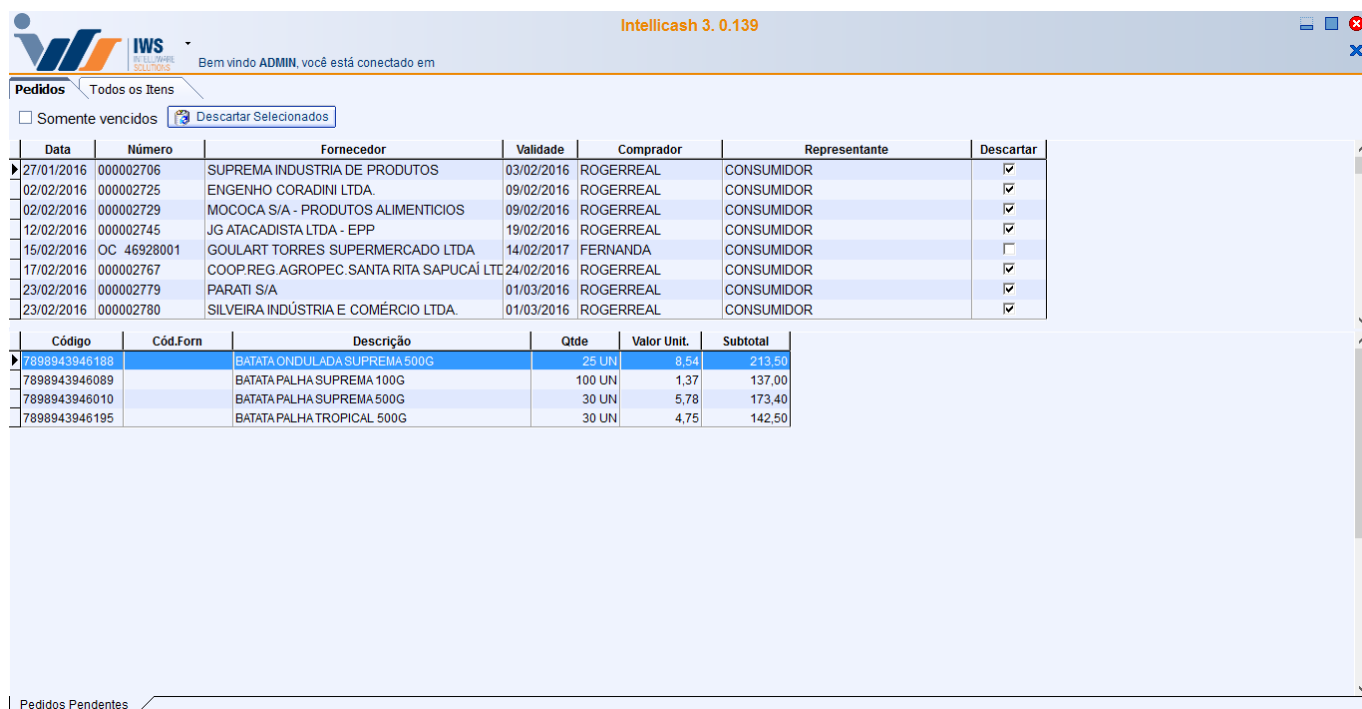 Intellicash 3. 0.139
IWS
INTELLIWARE
SOLUTIONS
Bem vindo ADMIN, você está conectado em
Pedidos Todos os Itens
Somente vencidos Descartar Selecionados
Data Número Fornecedor Validade Comprador Representante Descartar
27/01/2016 000002706 SUPREMA INDUSTRIA DE PRODUTOS 03/02/2016 ROGERREAL CONSUMIDOR
02/02/2016 000002725 ENGENHO CORADINI LTDA. 09/02/2016 ROGERREAL CONSUMIDOR
02/02/2016 000002729 MOCOCA S/A - PRODUTOS ALIMENTICIOS 09/02/2016 ROGERREAL CONSUMIDOR
12/02/2016 000002745 JG ATACADISTA LTDA - EPP 19/02/2016 ROGERREAL CONSUMIDOR
15/02/2016 OC 46928001 GOULART TORRES SUPERMERCADO LTDA 14/02/2017 FERNANDA CONSUMIDOR
17/02/2016 000002767 COOP.REG.AGROPEC.SANTA RITA SAPUCAÍ LTD 24/02/2016 ROGERREAL CONSUMIDOR
23/02/2016 000002779 PARATI S/A 01/03/2016 ROGERREAL CONSUMIDOR
23/02/2016 000002780 SILVEIRA INDÚSTRIA E COMÉRCIO LTDA. 01/03/2016 ROGERREAL CONSUMIDOR
Código Cód.Forn Descrição Qtde Valor Unit. Subtotal
7898943946188 BATATA ONDULADA SUPREMA 500G 25 UN 8,54 213,50
7898943946089 BATATA PALHA SUPREMA 100G 100 UN 1,37 137,00
7898943946010 BATATA PALHA SUPREMA 500G 30 UN 5,78 173,40
7898943946195 BATATA PALHA TROPICAL 500G 30 UN 4,75 142,50
Pedidos Pendentes